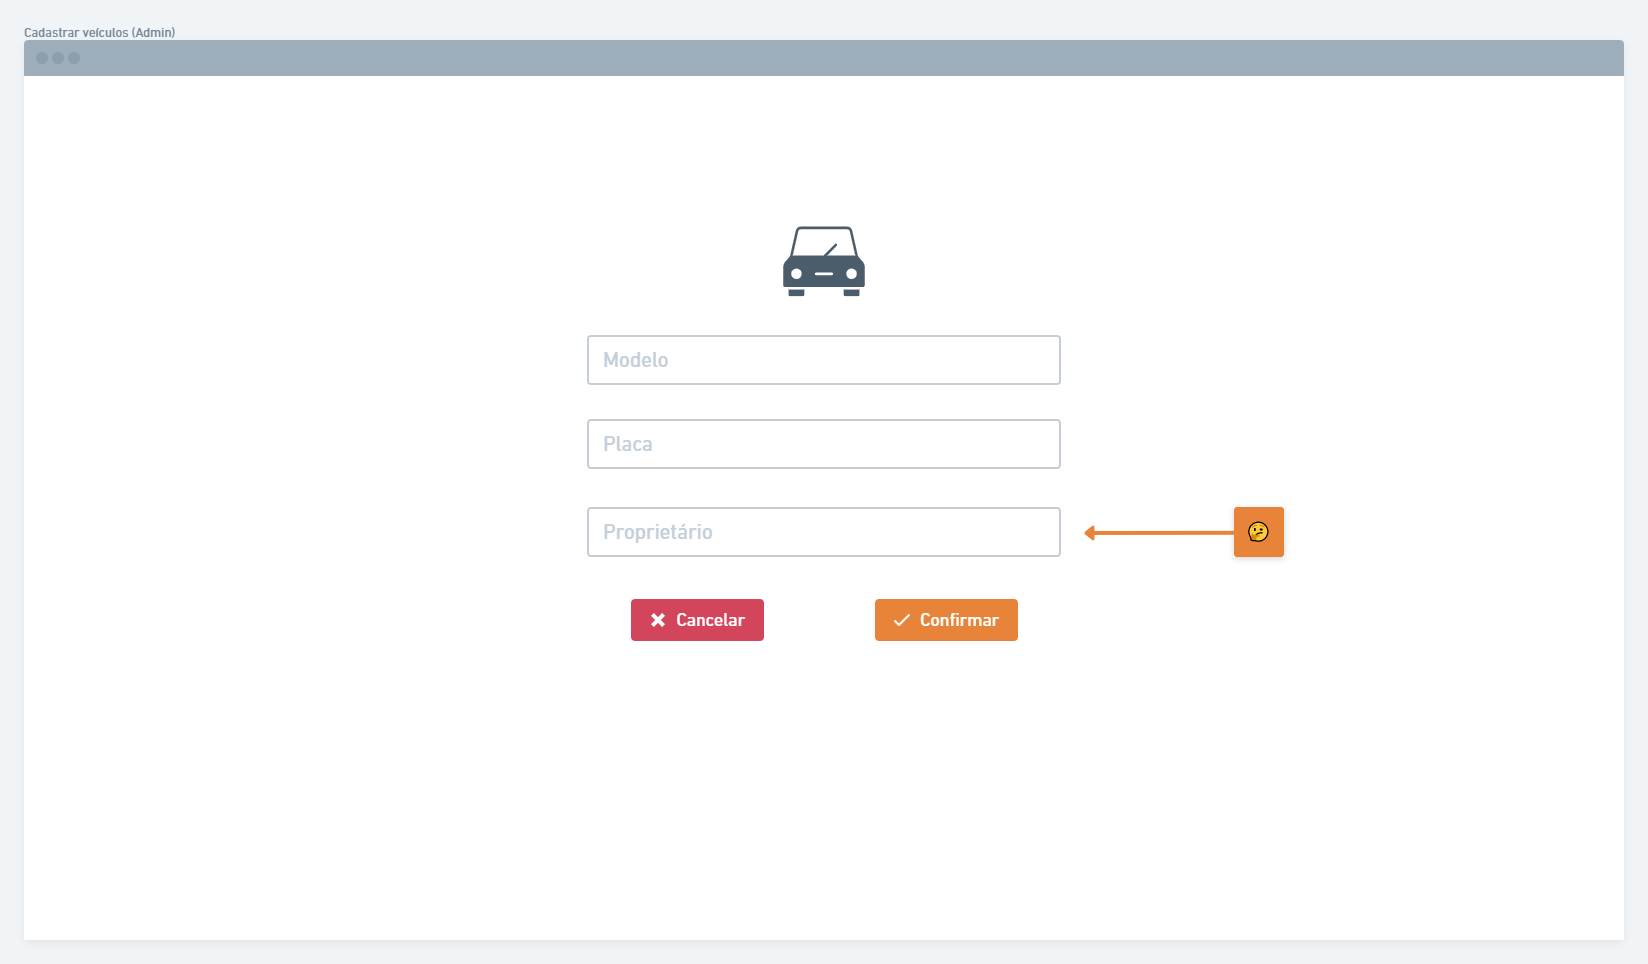 Cadastrar veículos (Admin)
Modelo
Placa
Proprietário
Cancelar
Confirmar